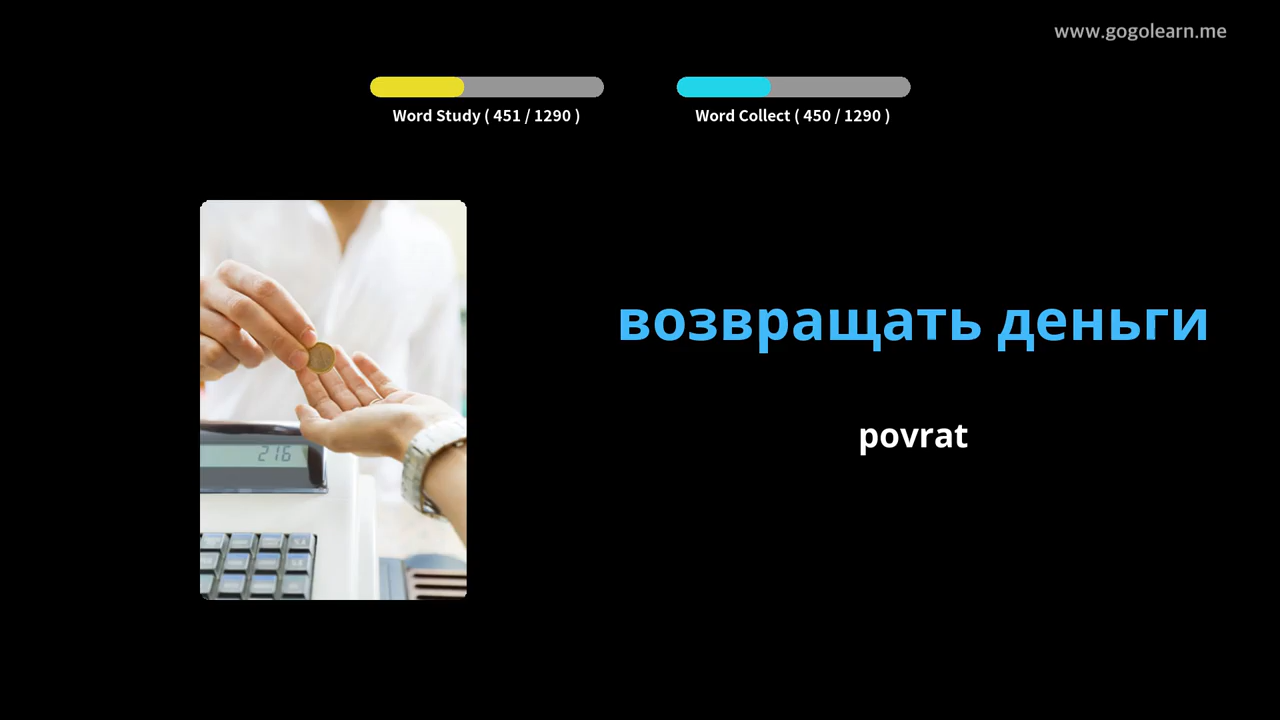 www.gogolearn.me
Word Study ( 451 / 1290 )
Word Collect ( 450 / 1290 )
возвращать деньги
povrat
216